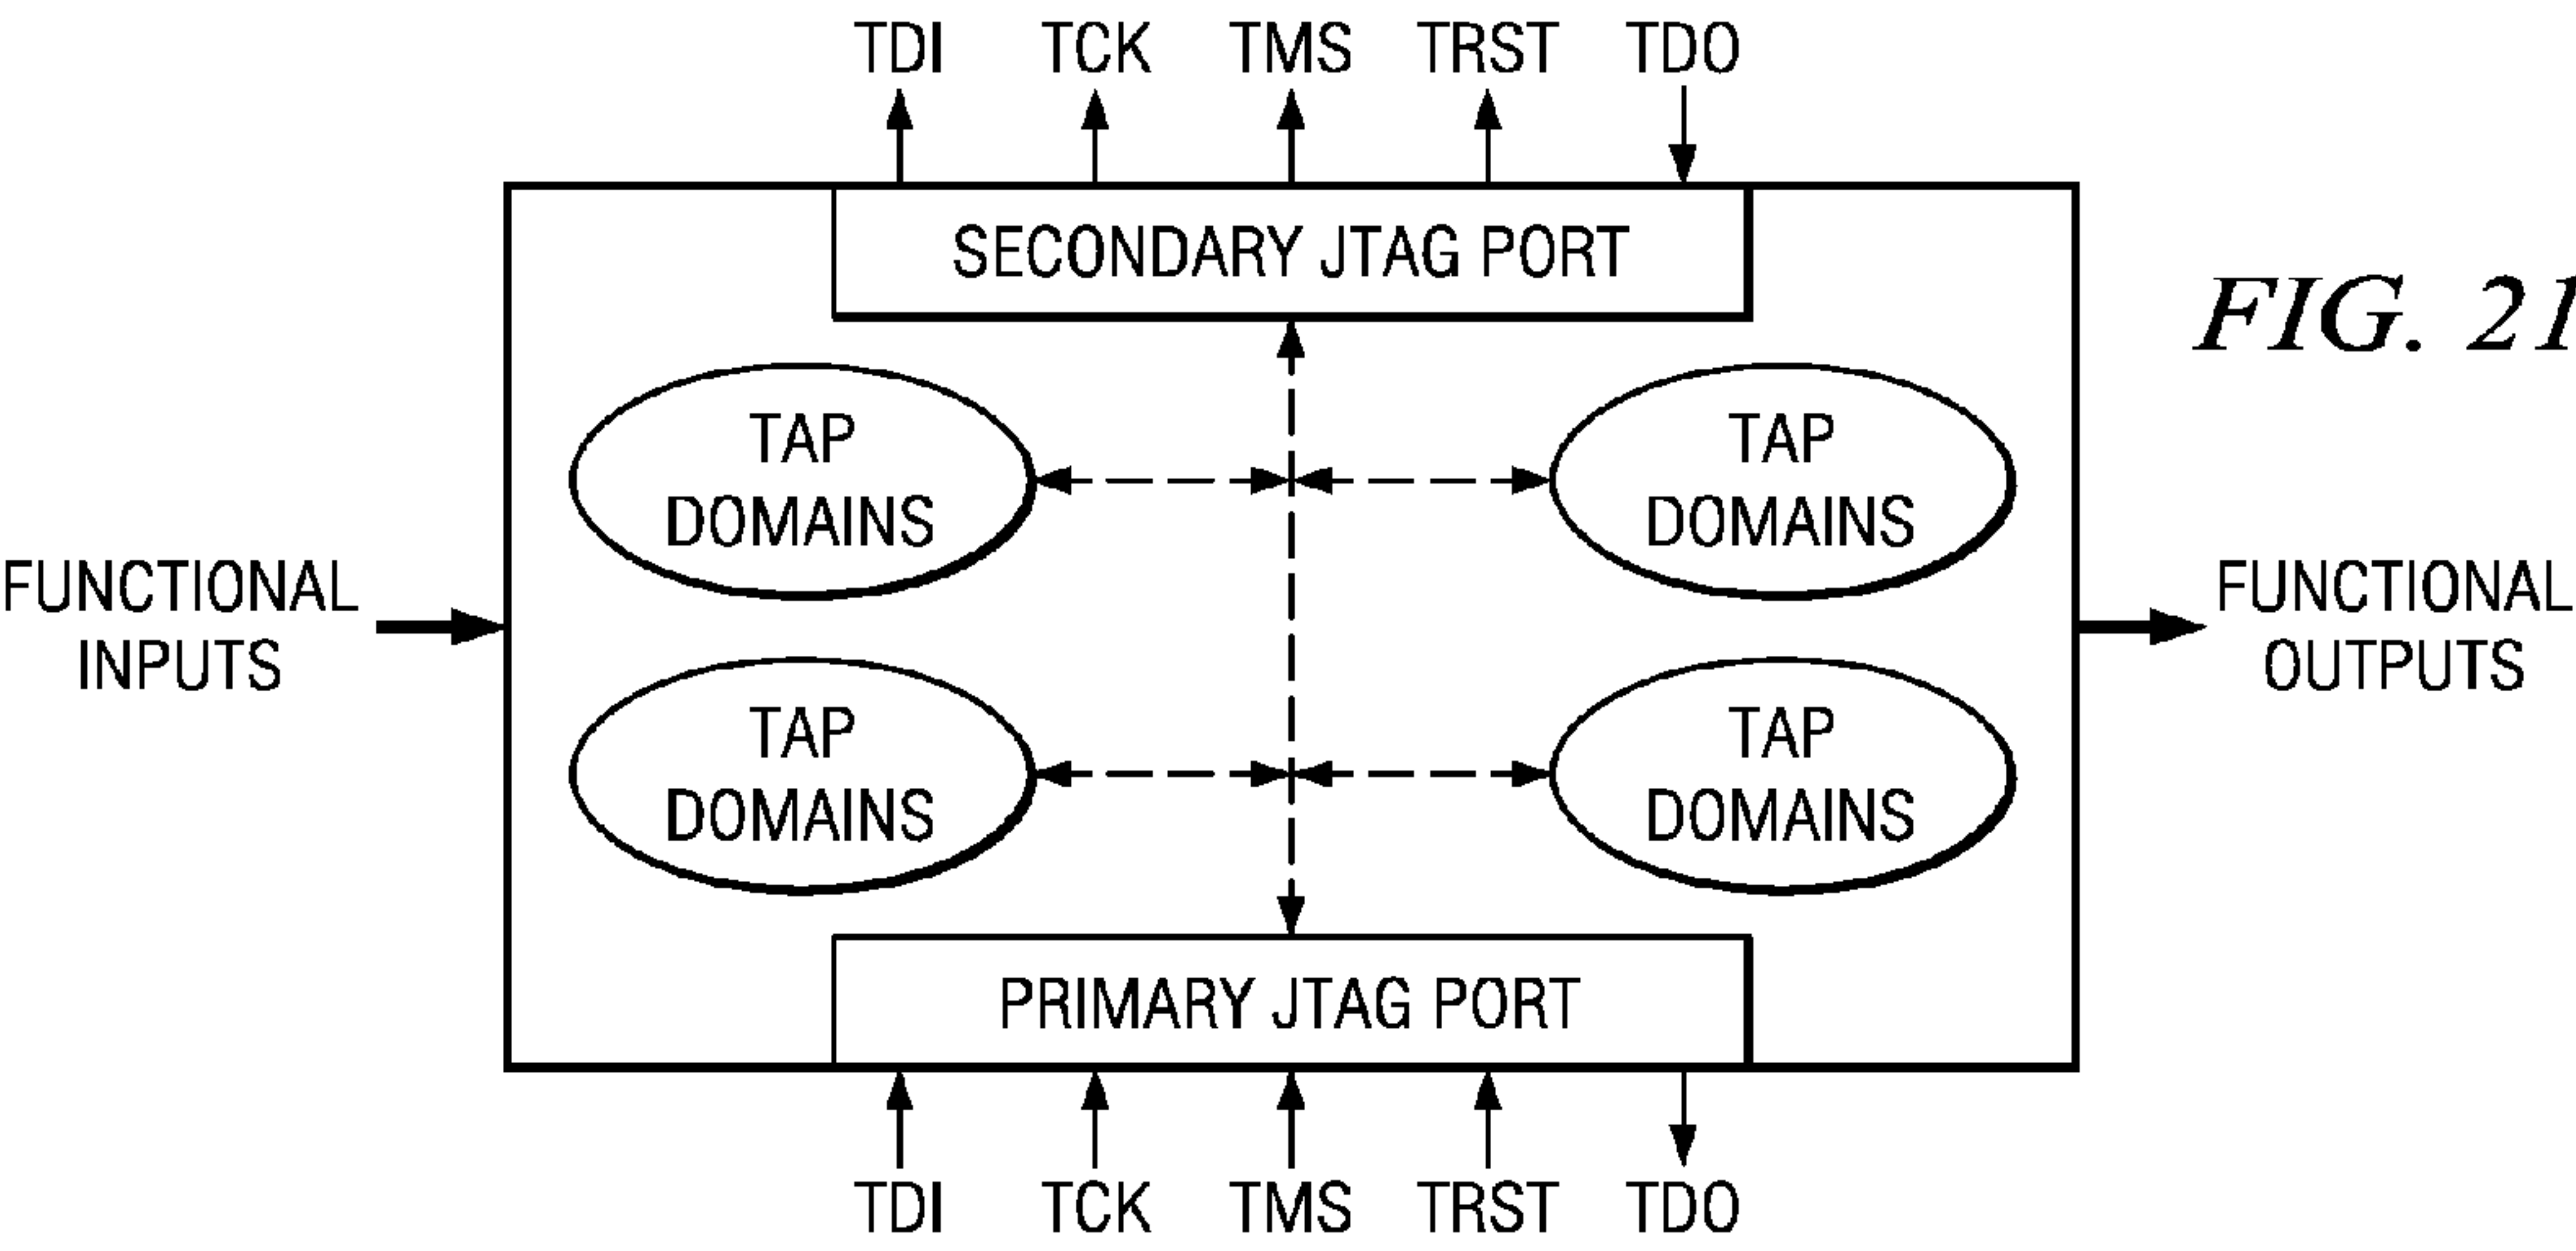 TDI TCK TMS TRST TDO
SECONDARY JTAG PORT
FIG. 21
TAP
DOMAINS
TAP
DOMAINS
FUNCTIONAL
INPUTS
FUNCTIONAL
OUTPUTS
TAP
DOMAINS
TAP
DOMAINS
PRIMARY JTAG PORT
TDI TCK TMS TRST TDO